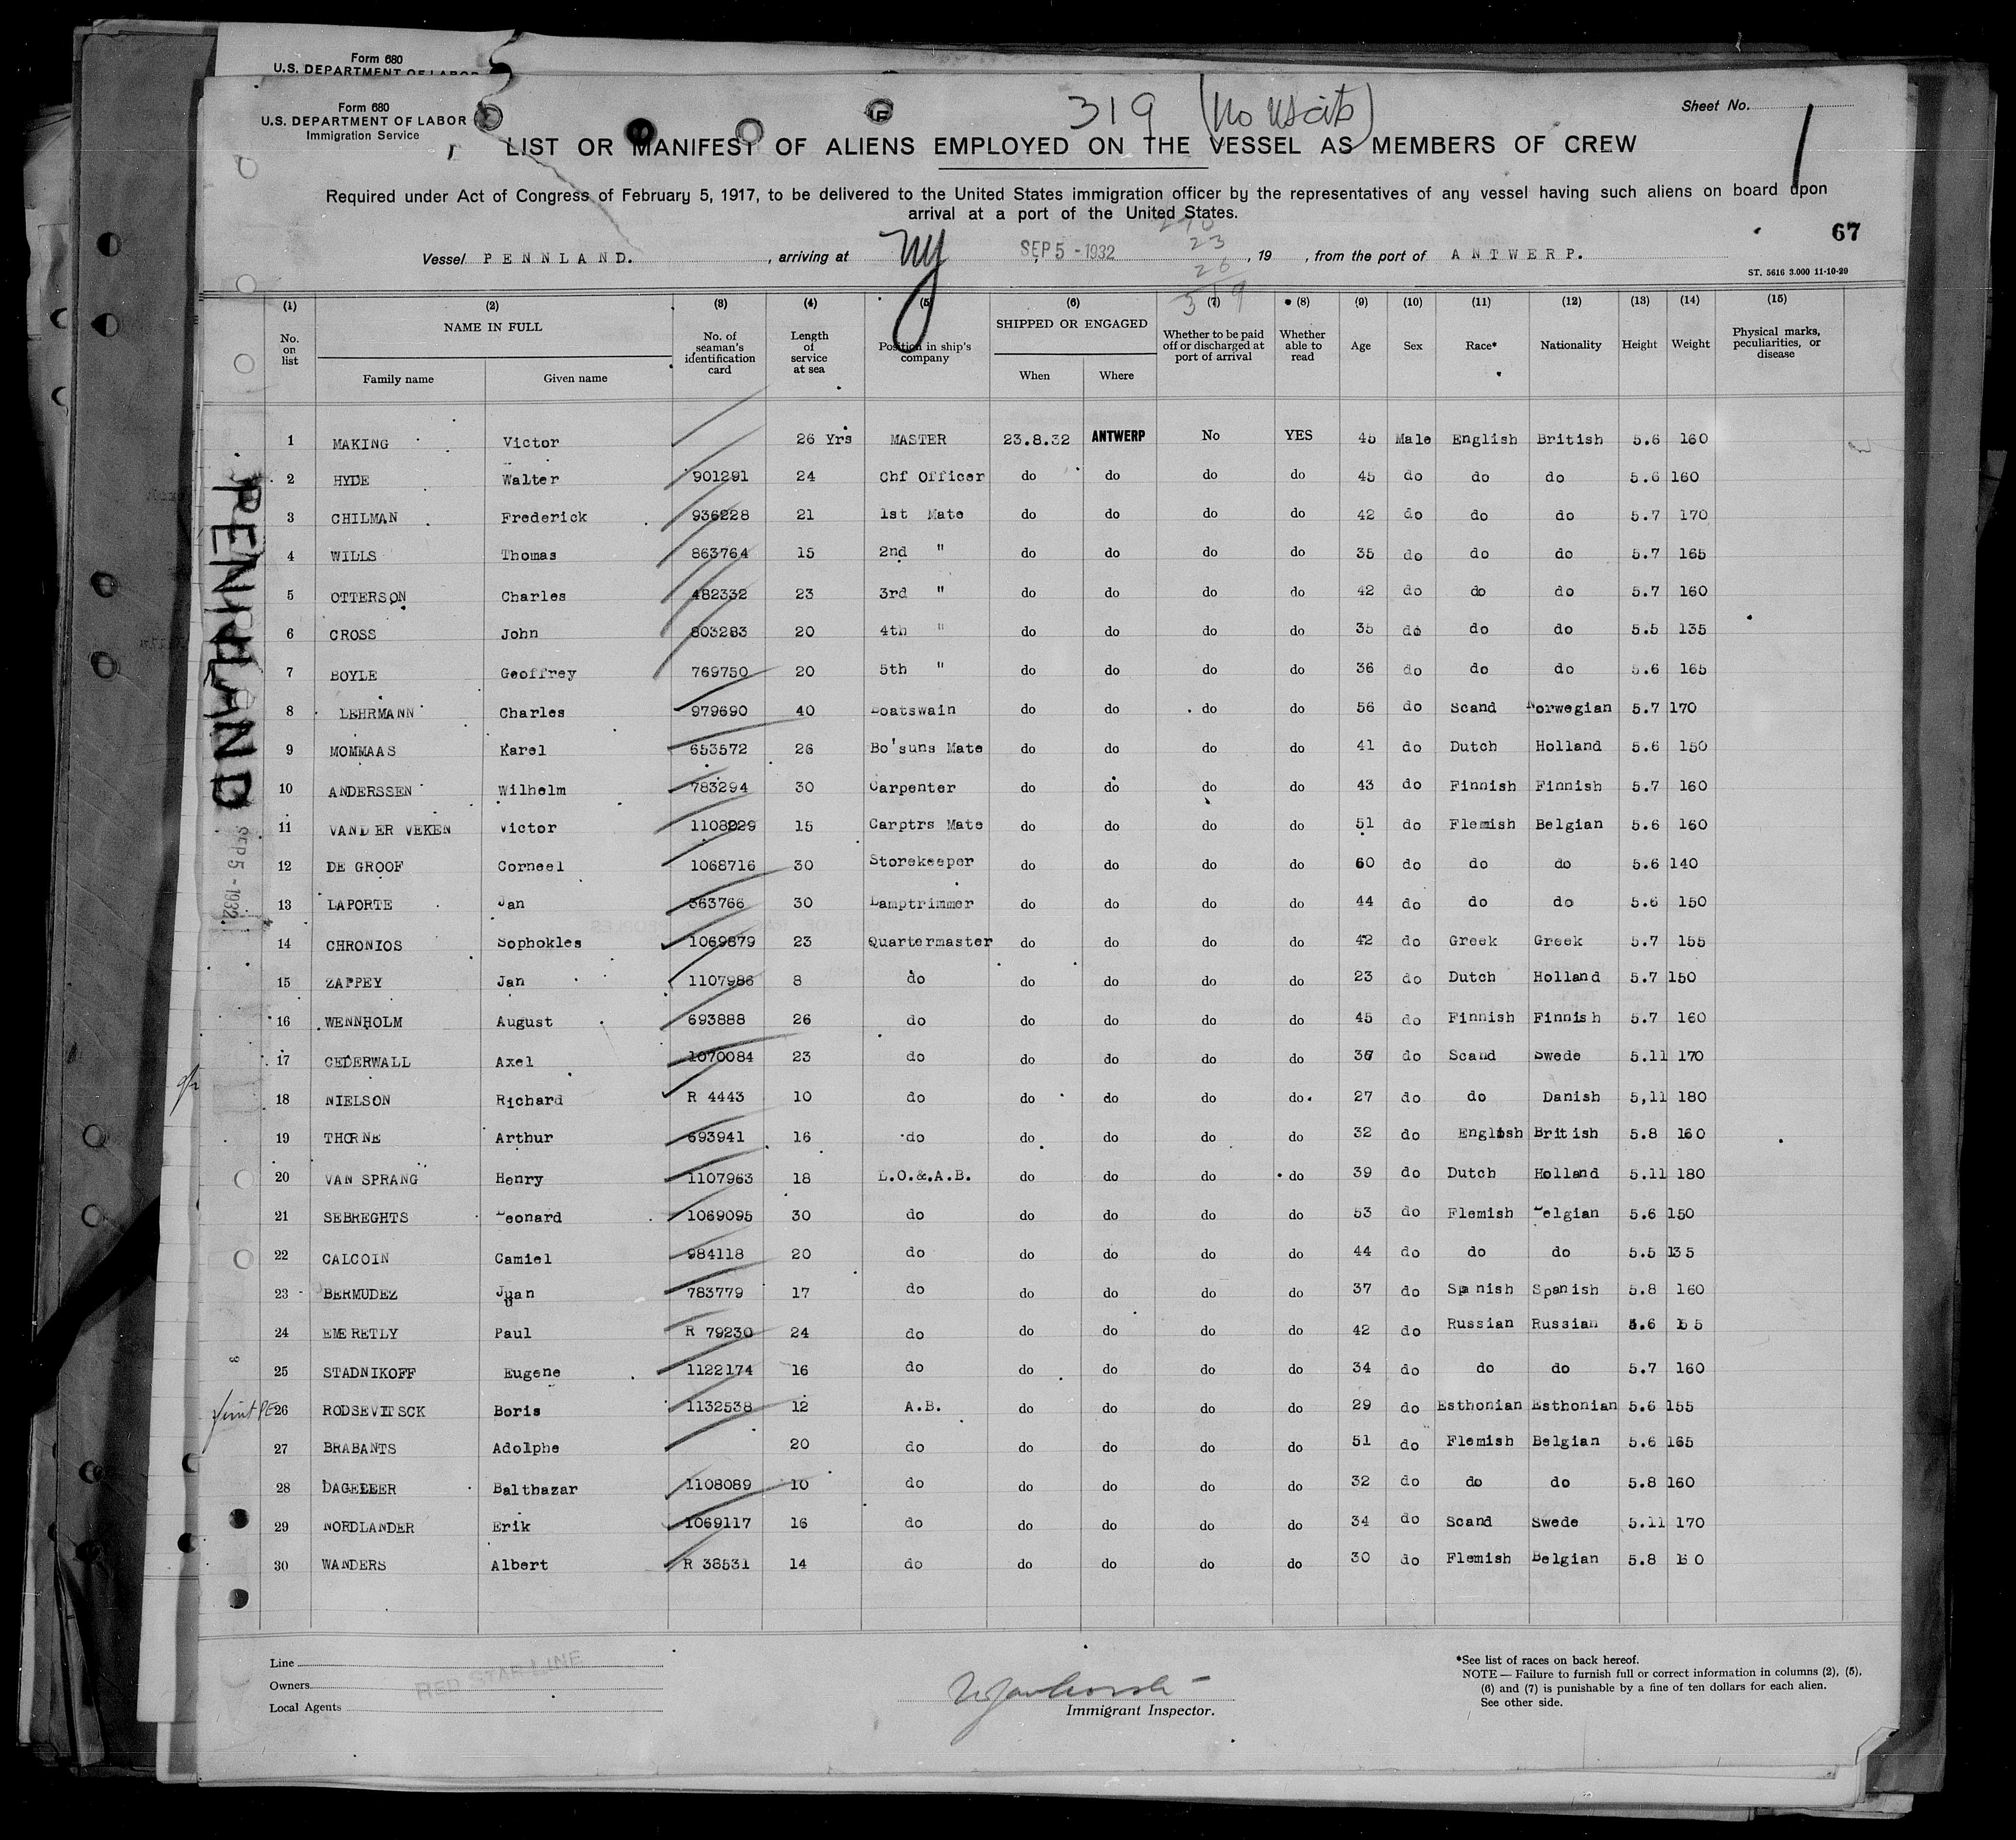 Form 680
U.S. DEPARTMENT OF LABOR
Form 680
U.S. DEPARTMENT OF LABOR
Immigration Service
319 (No UScits)
Sheet No. 1
LIST OR MANIFEST OF ALIENS EMPLOYED ON THE VESSEL AS MEMBERS OF CREW
Required under Act of Congress of February 5, 1917, to be delivered to the United States immigration officer by the representatives of any vessel having such aliens on board upon
arrival at a port of the United States.
23
26
319
67
Vessel PENNLAND. , arriving at NY SEP 5 - 1932 , 19 , from the port of ANTWERP.
ST. 5616 3.000 11-10-29
(1) (2) (3) (4) (5) (6) (7) (8) (9) (10) (11) (12) (13) (14) (15)
No. on list NAME IN FULL Family name Given name No. of seaman's identification card Length of service at sea Position in ship's company SHIPPED OR ENGAGED When Where Whether to be paid off or discharged at port of arrival Whether able to read Age Sex Race* Nationality Height Weight Physical marks, peculiarities, or disease
1 MAKING Victor 26 Yrs MASTER 23.8.32 ANTWERP No YES 45 Male English British 5.6 160
2 HYDE Walter 901291 24 Chf Officer do do do do 45 do do do 5.6 160
3 CHILMAN Frederick 936228 21 1st Mate do do do do 42 do do do 5.7 170
4 WILLS Thomas 863764 15 2nd " do do do do 35 do do do 5.7 165
5 OTTERSON Charles 482332 23 3rd " do do do do 42 do do do 5.7 160
6 CROSS John 803283 20 4th " do do do do 35 do do do 5.5 135
7 BOYLE Geoffrey 769750 20 5th " do do do do 36 do do do 5.6 165
8 LEHRMANN Charles 979690 40 Boatswain do do do do 56 do Scand Norwegian 5.7 170
9 MOMMAAS Karel 653572 26 Bo'suns Mate do do do do 41 do Dutch Holland 5.6 150
10 ANDERSSEN Wilhelm 783294 30 Carpenter do do do do 43 do Finnish Finnish 5.7 160
11 VAN DER VEKEN Victor 1108029 15 Carptrs Mate do do do do 51 do Flemish Belgian 5.6 160
12 DE GROOF Corneel 1068716 30 Storekeeper do do do do 60 do do do 5.6 140
13 LAPORTE Jan 363766 30 Lamptrimmer do do do do 44 do do do 5.6 150
14 CHRONIOS Sophokles 1069879 23 Quartermaster do do do do 42 do Greek Greek 5.7 155
15 ZAPPEY Jan 1107986 8 do do do do do 23 do Dutch Holland 5.7 150
16 WENNHOLM August 693888 26 do do do do do 45 do Finnish Finnish 5.7 160
17 CEDERWALL Axel 1070084 23 do do do do do 36 do Scand Swede 5.11 170
18 NIELSON Richard R 4443 10 do do do do do 27 do do Danish 5,11 180
19 THORNE Arthur 693941 16 do do do do do 32 do English British 5.8 160
20 VAN SPRANG Henry 1107963 18 L.O.&.A.B. do do do do 39 do Dutch Holland 5.11 180
21 SEBREGHTS Leonard 1069095 30 do do do do do 53 do Flemish Belgian 5.6 150
22 CALCOIN Camiel 984118 20 do do do do do 44 do do do 5.5 135
23 BERMUDEZ Juan 783779 17 do do do do do 37 do Spanish Spanish 5.8 160
24 EMERETLY Paul R 79230 24 do do do do do 42 do Russian Russian 5.6 155
25 STADNIKOFF Eugene 1122174 16 do do do do do 34 do do do 5.7 160
26 RODSEVITSCK Boris 1132538 12 A.B. do do do do 29 do Esthonian Esthonian 5.6 155
27 BRABANTS Adolphe 20 do do do do do 51 do Flemish Belgian 5.6 165
28 DAGELEER Balthazar 1108089 10 do do do do do 32 do do do 5.8 160
29 NORDLANDER Erik 1069117 16 do do do do do 34 do Scand Swede 5.11 170
30 WANDERS Albert R 38531 14 do do do do do 30 do Flemish Belgian 5.8 160
PENNLAND
SEP 5 - 1932
Line
Owners RED STAR LINE
Local Agents
Immigrant Inspector.
*See list of races on back hereof.
NOTE — Failure to furnish full or correct information in columns (2), (5),
(6) and (7) is punishable by a fine of ten dollars for each alien.
See other side.